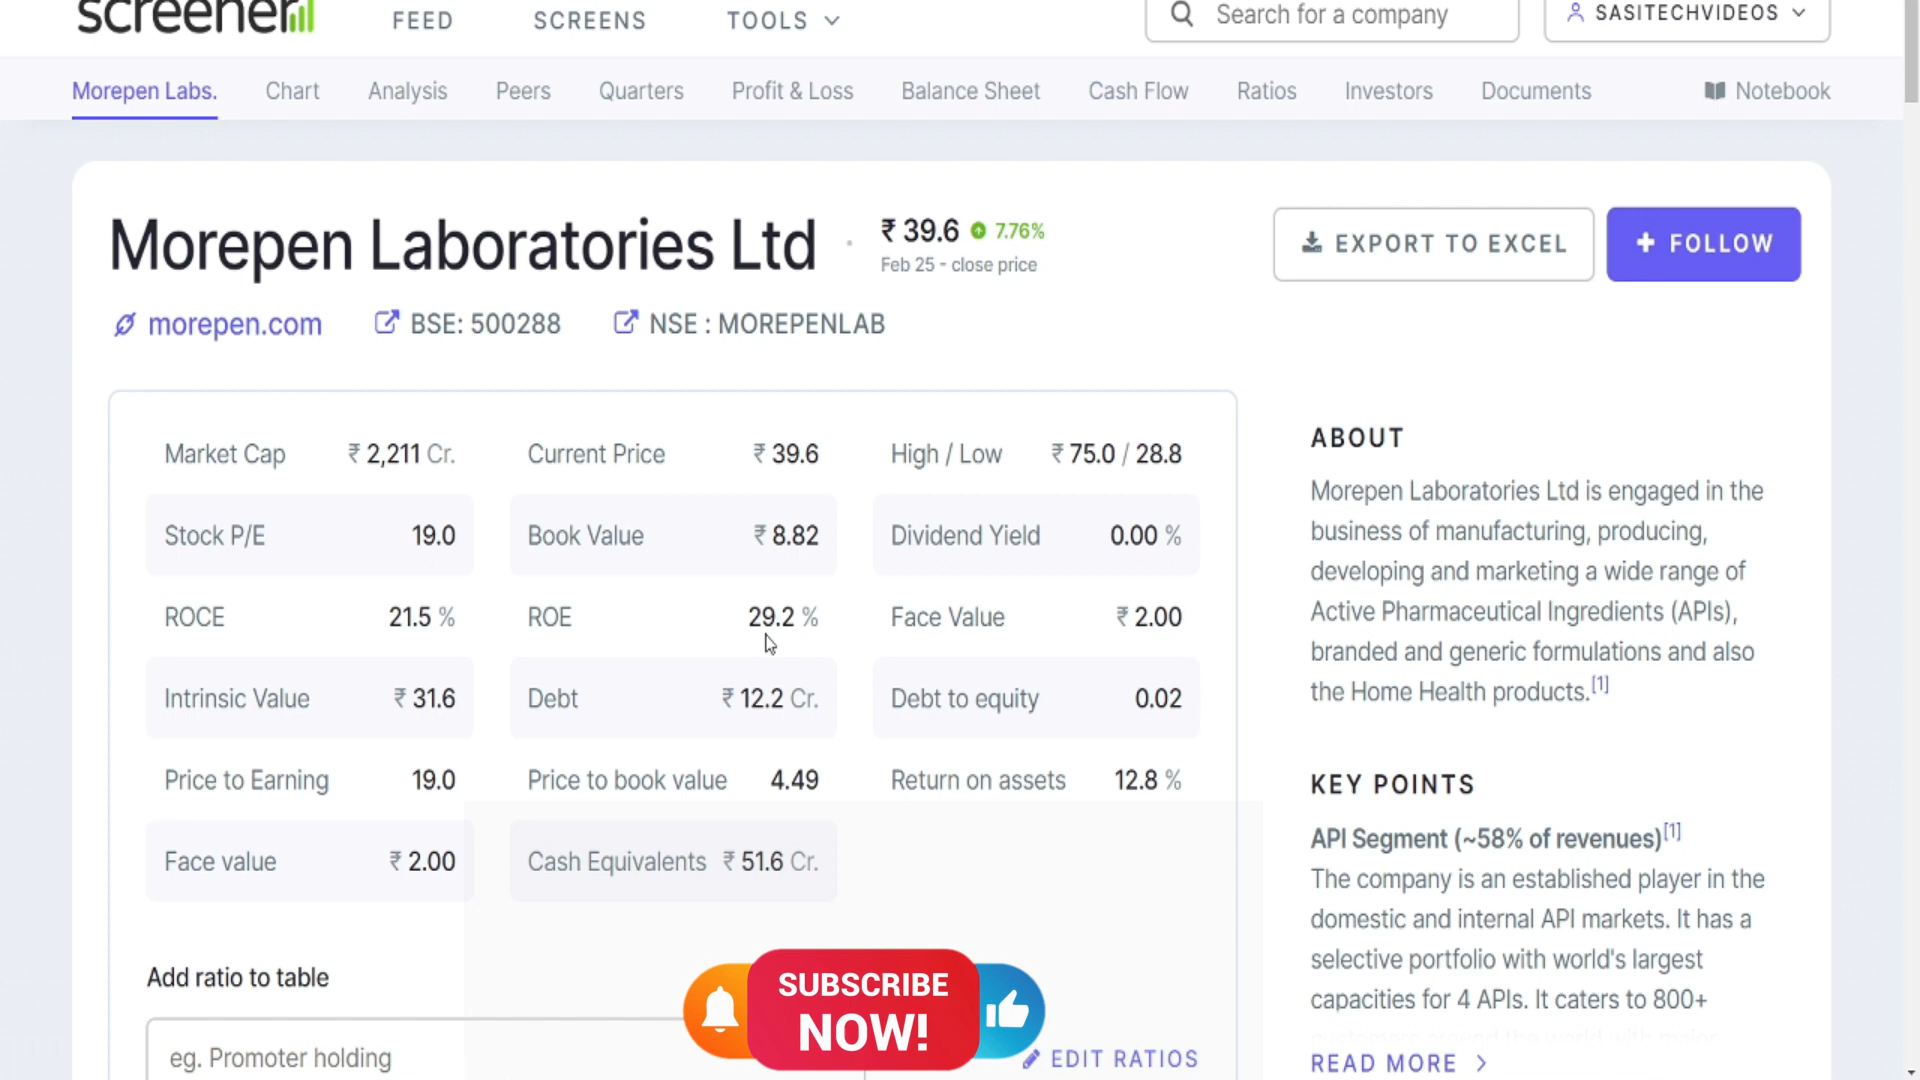 screener
FEED
SCREENS
TOOLS
Search for a company
SASITECHVIDEOS
Morepen Labs.
Chart
Analysis
Peers
Quarters
Profit & Loss
Balance Sheet
Cash Flow
Ratios
Investors
Documents
Notebook
Morepen Laboratories Ltd
₹ 39.6 7.76%
Feb 25 - close price
EXPORT TO EXCEL
+ FOLLOW
morepen.com
BSE: 500288
NSE : MOREPENLAB
Market Cap ₹ 2,211 Cr.
Current Price ₹ 39.6
High / Low ₹ 75.0 / 28.8
Stock P/E 19.0
Book Value ₹ 8.82
Dividend Yield 0.00 %
ROCE 21.5 %
ROE 29.2 %
Face Value ₹ 2.00
Intrinsic Value ₹ 31.6
Debt ₹ 12.2 Cr.
Debt to equity 0.02
Price to Earning 19.0
Price to book value 4.49
Return on assets 12.8 %
Face value ₹ 2.00
Cash Equivalents ₹ 51.6 Cr.
Add ratio to table
eg. Promoter holding
EDIT RATIOS
SUBSCRIBE
NOW!
ABOUT
Morepen Laboratories Ltd is engaged in the
business of manufacturing, producing,
developing and marketing a wide range of
Active Pharmaceutical Ingredients (APIs),
branded and generic formulations and also
the Home Health products.[1]
KEY POINTS
API Segment (~58% of revenues)[1]
The company is an established player in the
domestic and internal API markets. It has a
selective portfolio with world's largest
capacities for 4 APIs. It caters to 800+
READ MORE